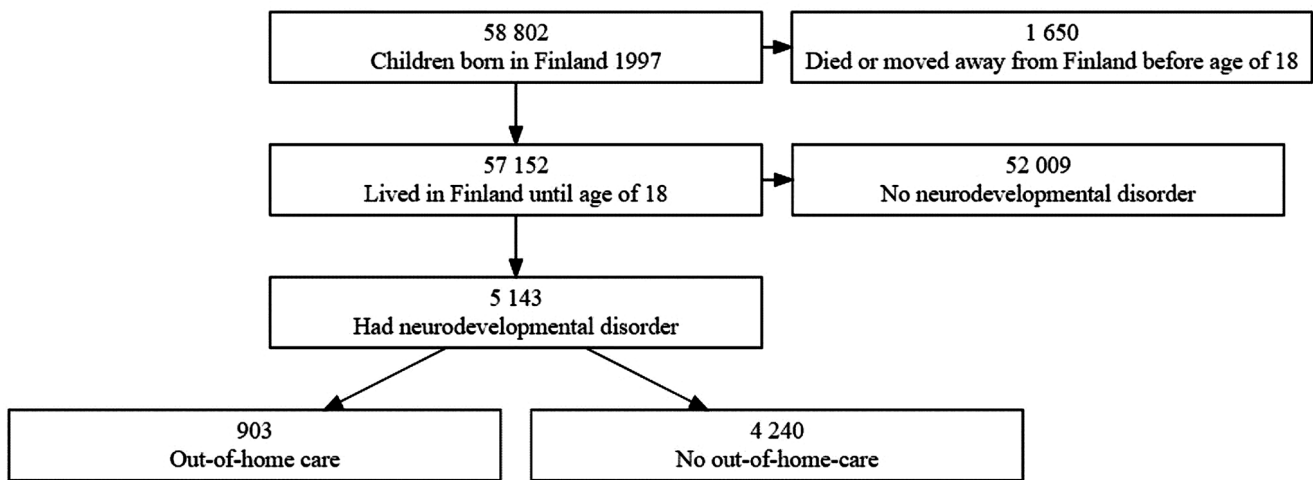 58 802
Children born in Finland 1997
1 650
Died or moved away from Finland before age of 18
57 152
Lived in Finland until age of 18
52 009
No neurodevelopmental disorder
5 143
Had neurodevelopmental disorder
903
Out-of-home care
4 240
No out-of-home-care